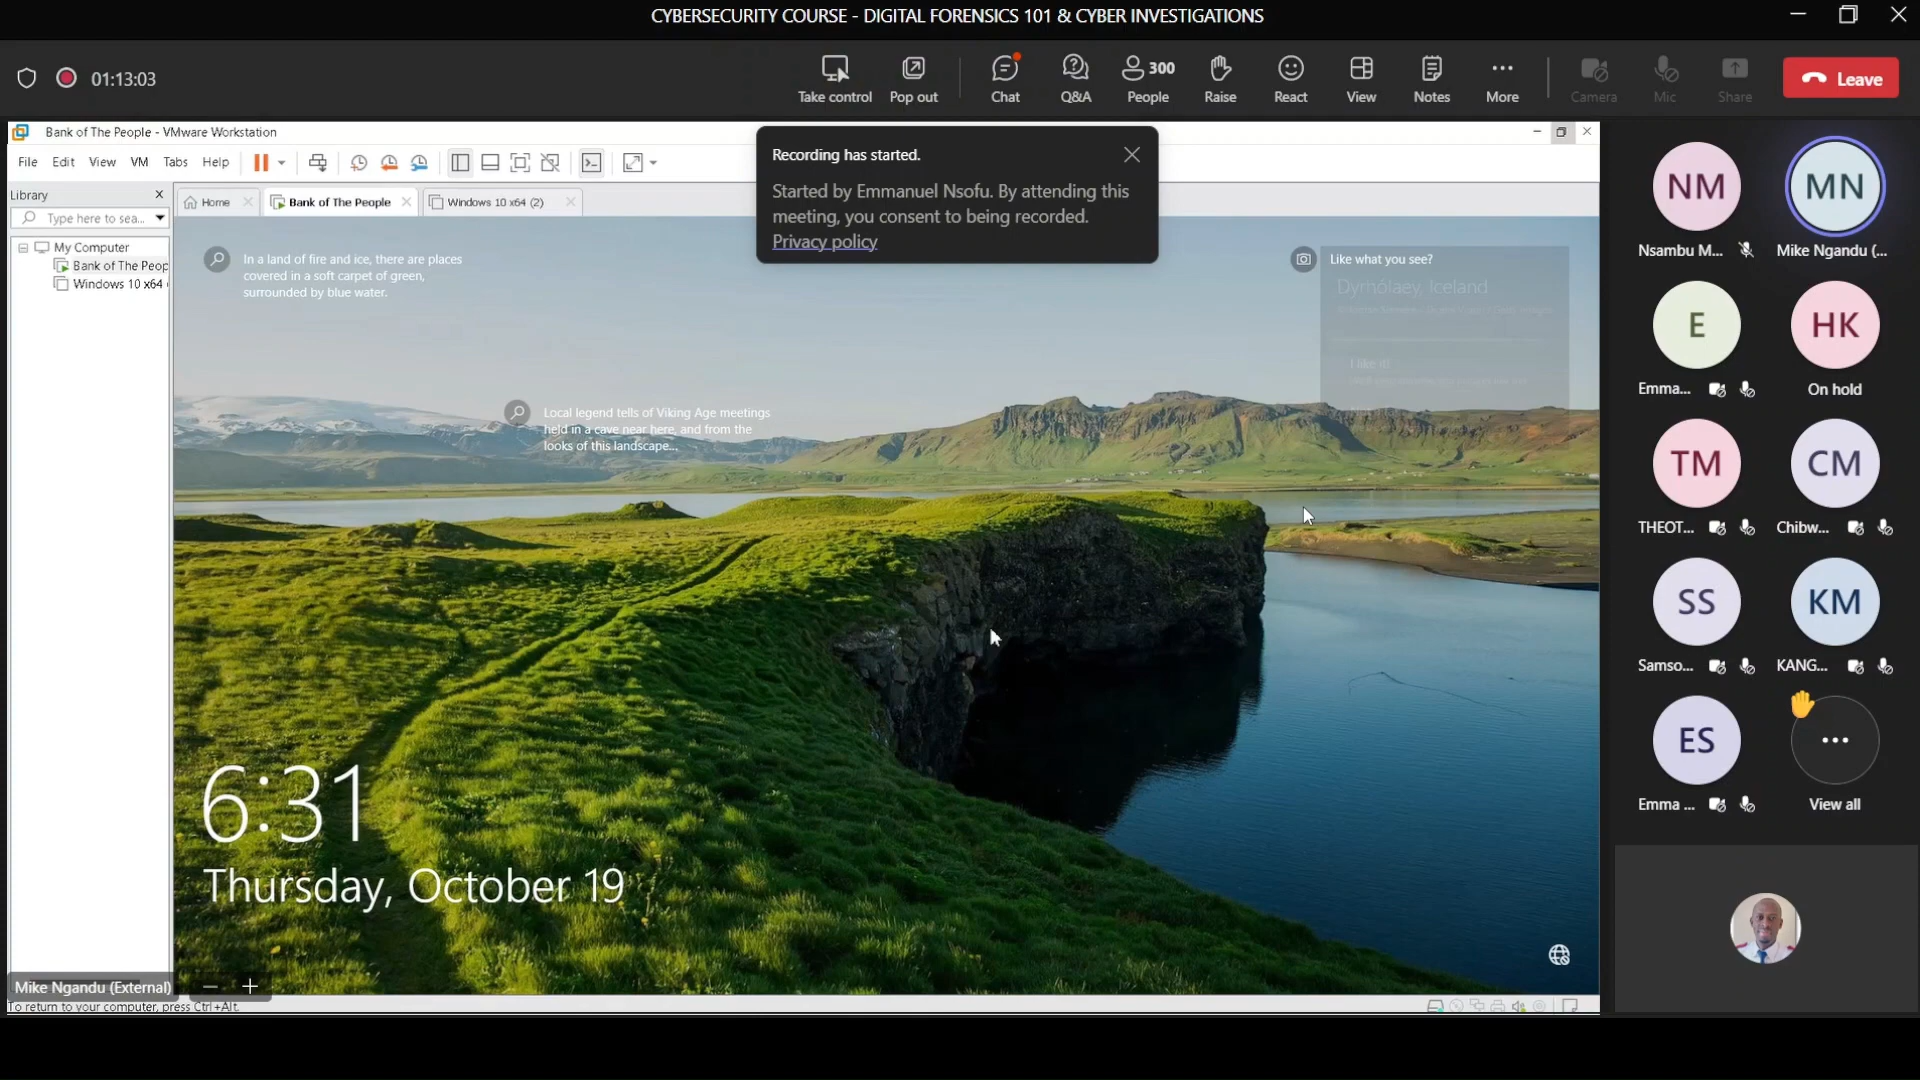 CYBERSECURITY COURSE - DIGITAL FORENSICS 101 & CYBER INVESTIGATIONS
01:13:03
Take control
Pop out
Chat
Q&A
300
People
Raise
React
View
Notes
More
Camera
Mic
Share
Leave
Bank of The People - VMware Workstation
File Edit View VM Tabs Help
Library
Type here to sea...
My Computer
Bank of The Peop
Windows 10 x64
Home
Bank of The People
Windows 10 x64 (2)
Recording has started.
Started by Emmanuel Nsofu. By attending this
meeting, you consent to being recorded.
Privacy policy
In a land of fire and ice, there are places
covered in a soft carpet of green,
surrounded by blue water.
Local legend tells of Viking Age meetings
held in a cave near here, and from the
looks of this landscape...
Like what you see?
Dyrhólaey, Iceland
I like it!
6:31
Thursday, October 19
Mike Ngandu (External)
To return to your computer, press Ctrl+Alt.
NM
Nsambu M...
MN
Mike Ngandu (...
E
Emma...
HK
On hold
TM
THEOT...
CM
Chibw...
SS
Samso...
KM
KANG...
ES
Emma ...
View all